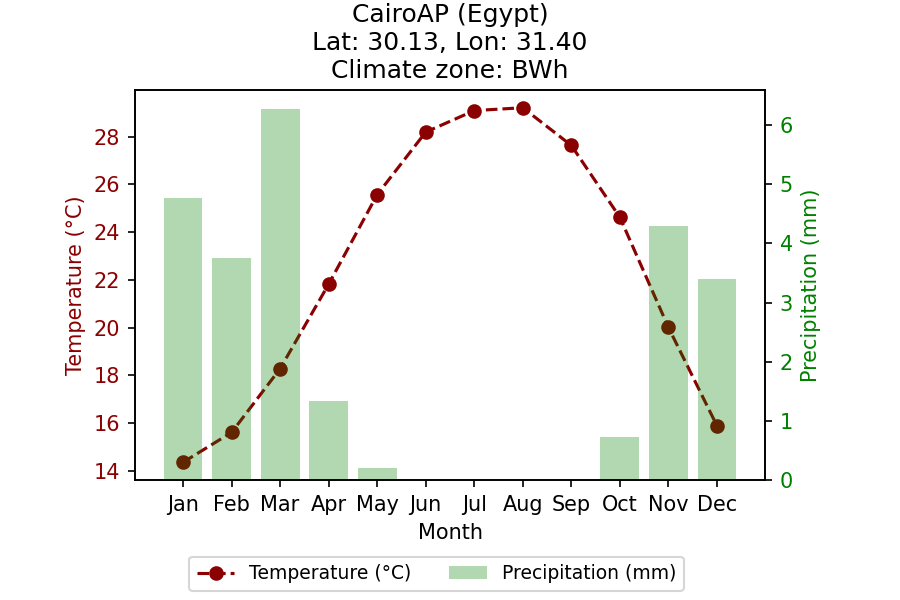 CairoAP (Egypt)
Lat: 30.13, Lon: 31.40
Climate zone: BWh
Temperature (°C)
28
26
24
22
20
18
16
14
6
5
4
3
2
1
0
Precipitation (mm)
Jan Feb Mar Apr May Jun Jul Aug Sep Oct Nov Dec
Month
Temperature (°C) Precipitation (mm)